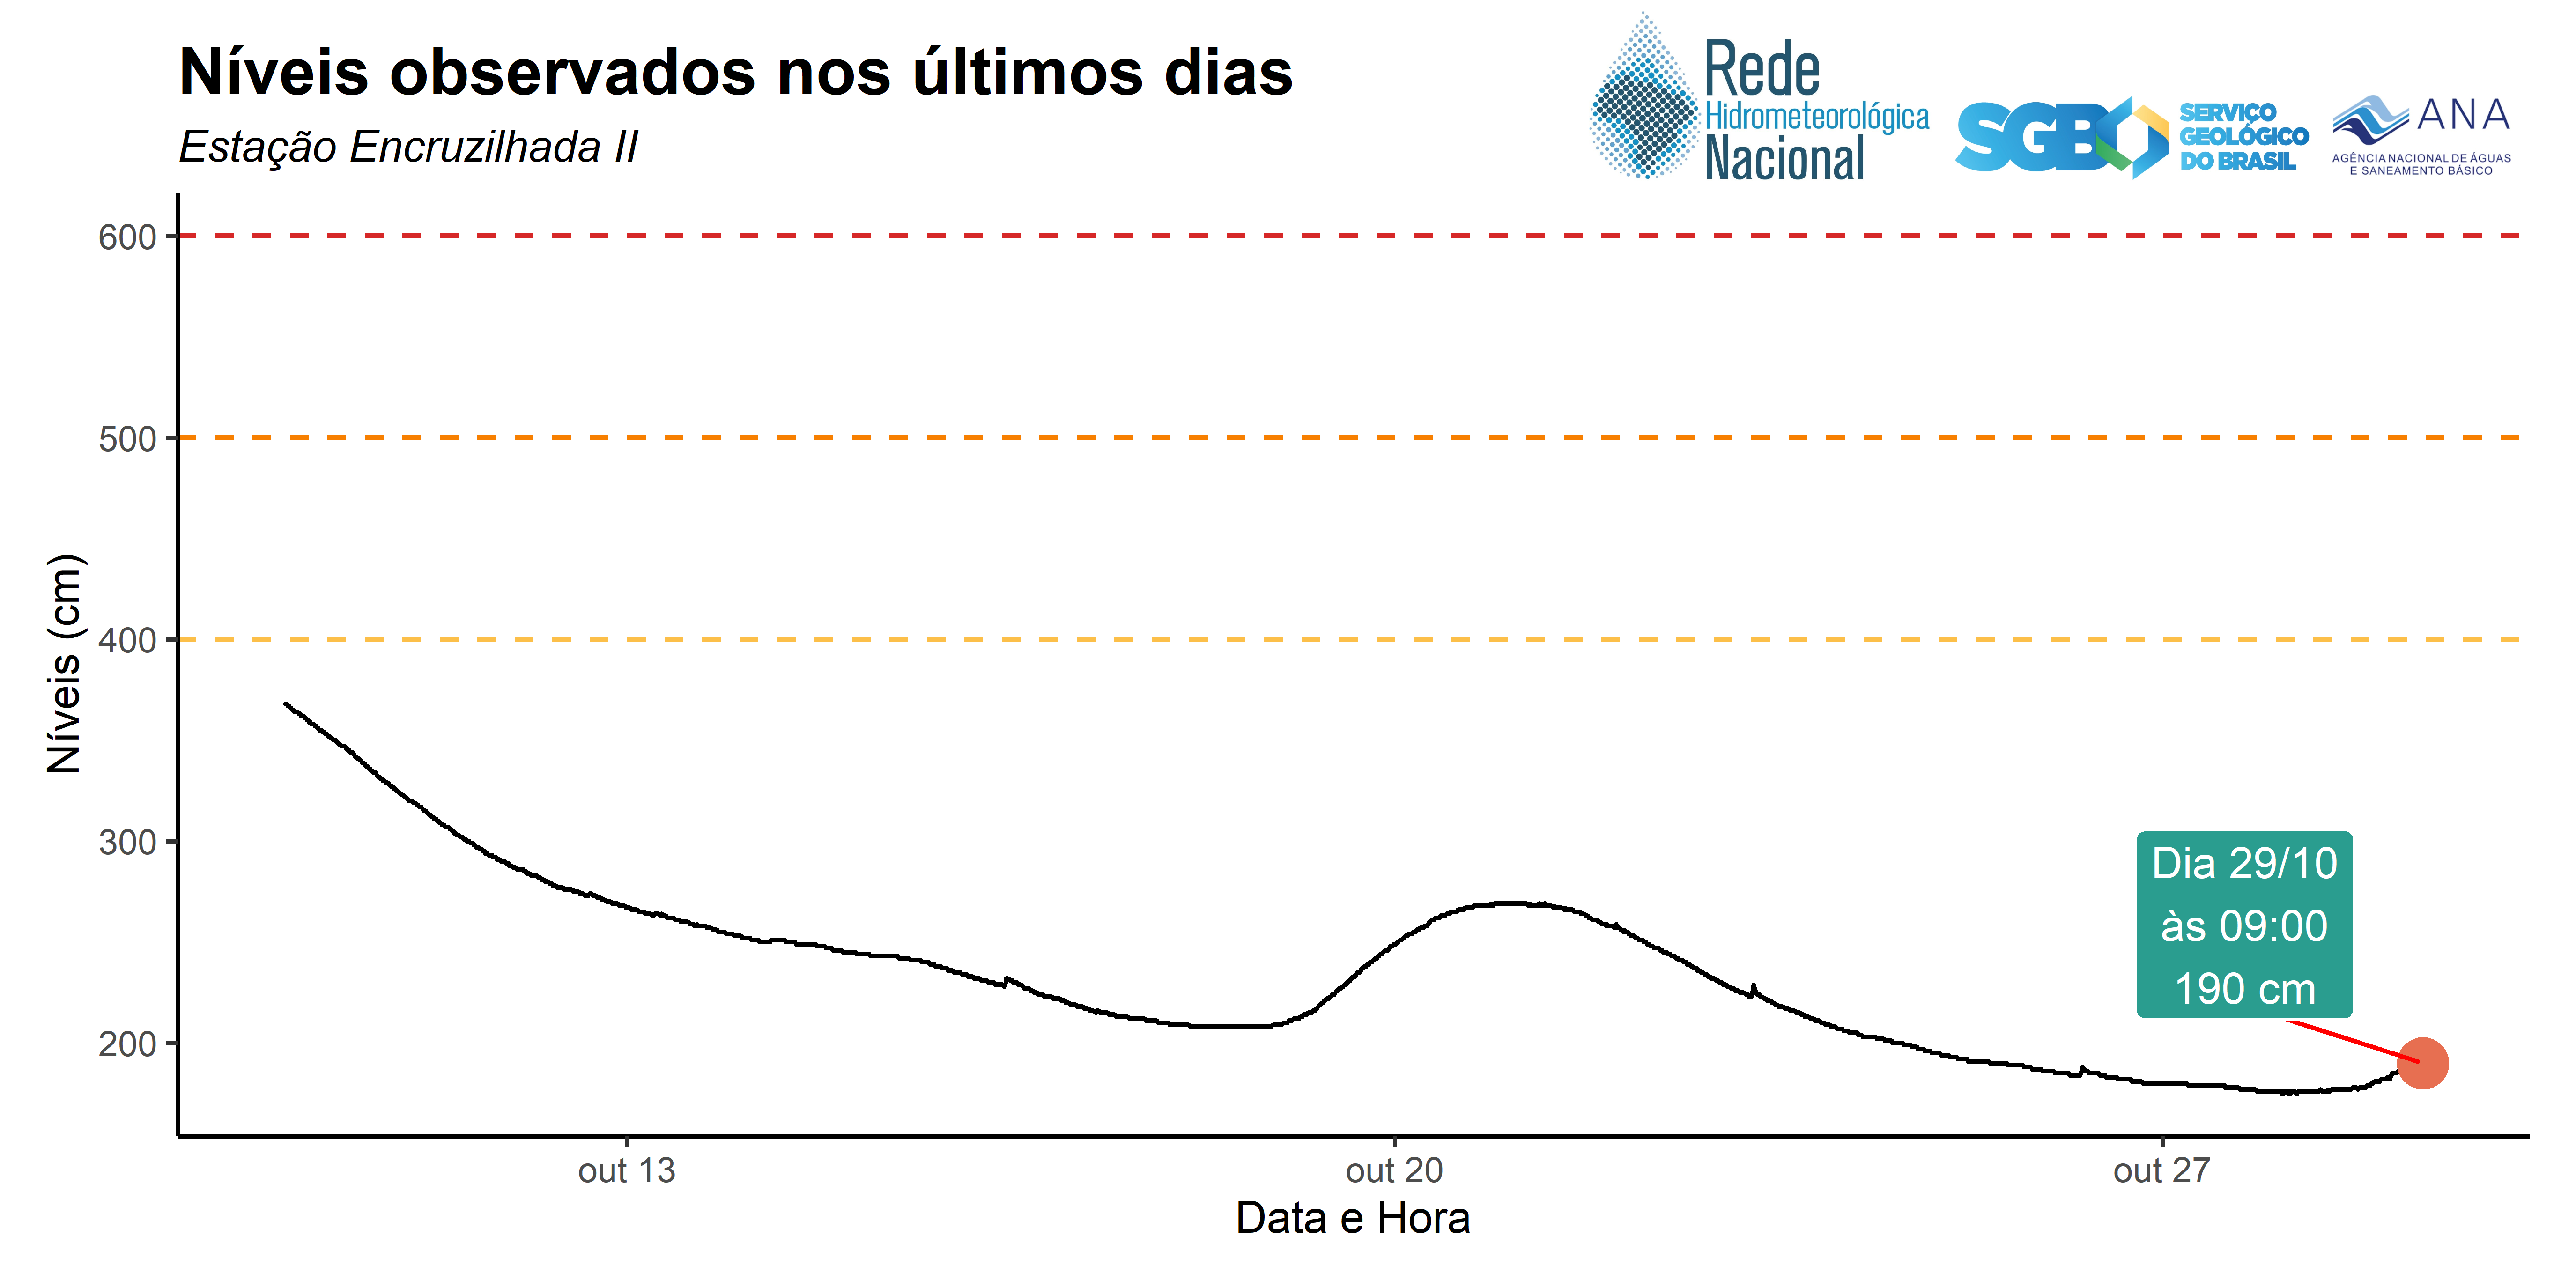 Níveis observados nos últimos dias
Estação Encruzilhada II
Rede
Hidrometeorológica
Nacional
SGB
SERVIÇO
GEOLÓGICO
DO BRASIL
ANA
AGÊNCIA NACIONAL DE ÁGUAS
E SANEAMENTO BÁSICO
Níveis (cm)
600
500
400
300
200
Dia 29/10
às 09:00
190 cm
out 13
out 20
out 27
Data e Hora